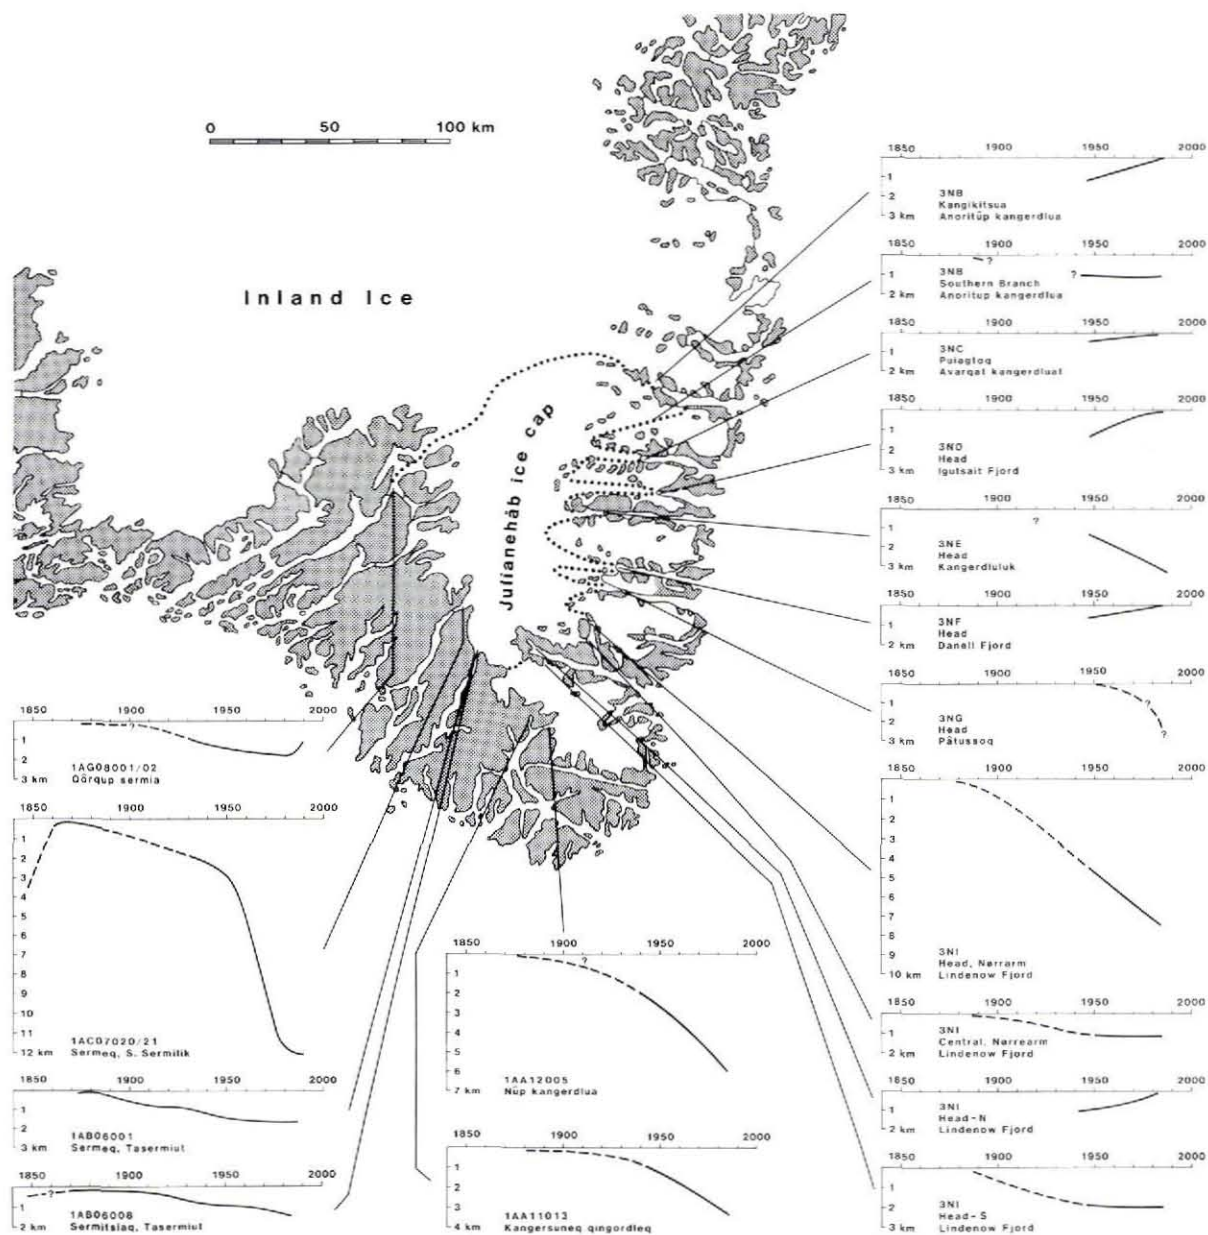 0 50 100 km
Inland Ice
Julianehåb ice cap
1850 1900 1950 2000
1
2
3 km
3NB
Kangikitsua
Anoritûp kangerdlua
1850 1900 1950 2000
? ?
1
2 km
3NB
Southern Branch
Anoritup kangerdlua
1850 1900 1950 2000
1
2 km
3NC
Puiagtoq
Avarqat kangerdluat
1850 1900 1950 2000
1
2
3 km
3ND
Head
Igutsait Fjord
1850 1900 1950 2000
?
1
2
3 km
3NE
Head
Kangerdluluk
1850 1900 1950 2000
1
2 km
3NF
Head
Danell Fjord
1850 1900 1950 2000
? ?
1
2
3 km
3NG
Head
Pâtussoq
1850 1900 1950 2000
1
2
3
4
5
6
7
8
9
10 km
3NI
Head, Nørrarm
Lindenow Fjord
1850 1900 1950 2000
1
2 km
3NI
Central, Nørrearm
Lindenow Fjord
1850 1900 1950 2000
1
2 km
3NI
Head-N
Lindenow Fjord
1850 1900 1950 2000
1
2
3 km
3NI
Head-S
Lindenow Fjord
1850 1900 1950 2000
?
1
2
3 km
1AG08001/02
Qôrqup sermia
1850 1900 1950 2000
1
2
3
4
5
6
7
8
9
10
11
12 km
1AC07020/21
Sermeq, S. Sermilik
1850 1900 1950 2000
1
2
3 km
1AB06001
Sermeq, Tasermiut
1850 1900 1950 2000
?
1
2 km
1AB06008
Sermitsiaq, Tasermiut
1850 1900 1950 2000
?
1
2
3
4
5
6
7 km
1AA12005
Nûp kangerdlua
1850 1900 1950 2000
1
2
3
4 km
1AA11013
Kangersuneq qingordleq